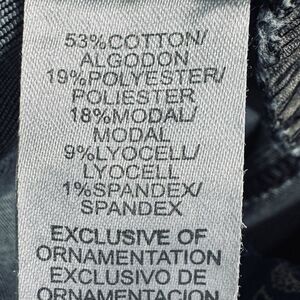 53%COTTON/
ALGODON
19%POLYESTER/
POLIESTER
18%MODAL/
MODAL
9%LYOCELL/
LYOCELL
1%SPANDEX/
SPANDEX
EXCLUSIVE OF
ORNAMENTATION
EXCLUSIVO DE
ORNAMENTACION